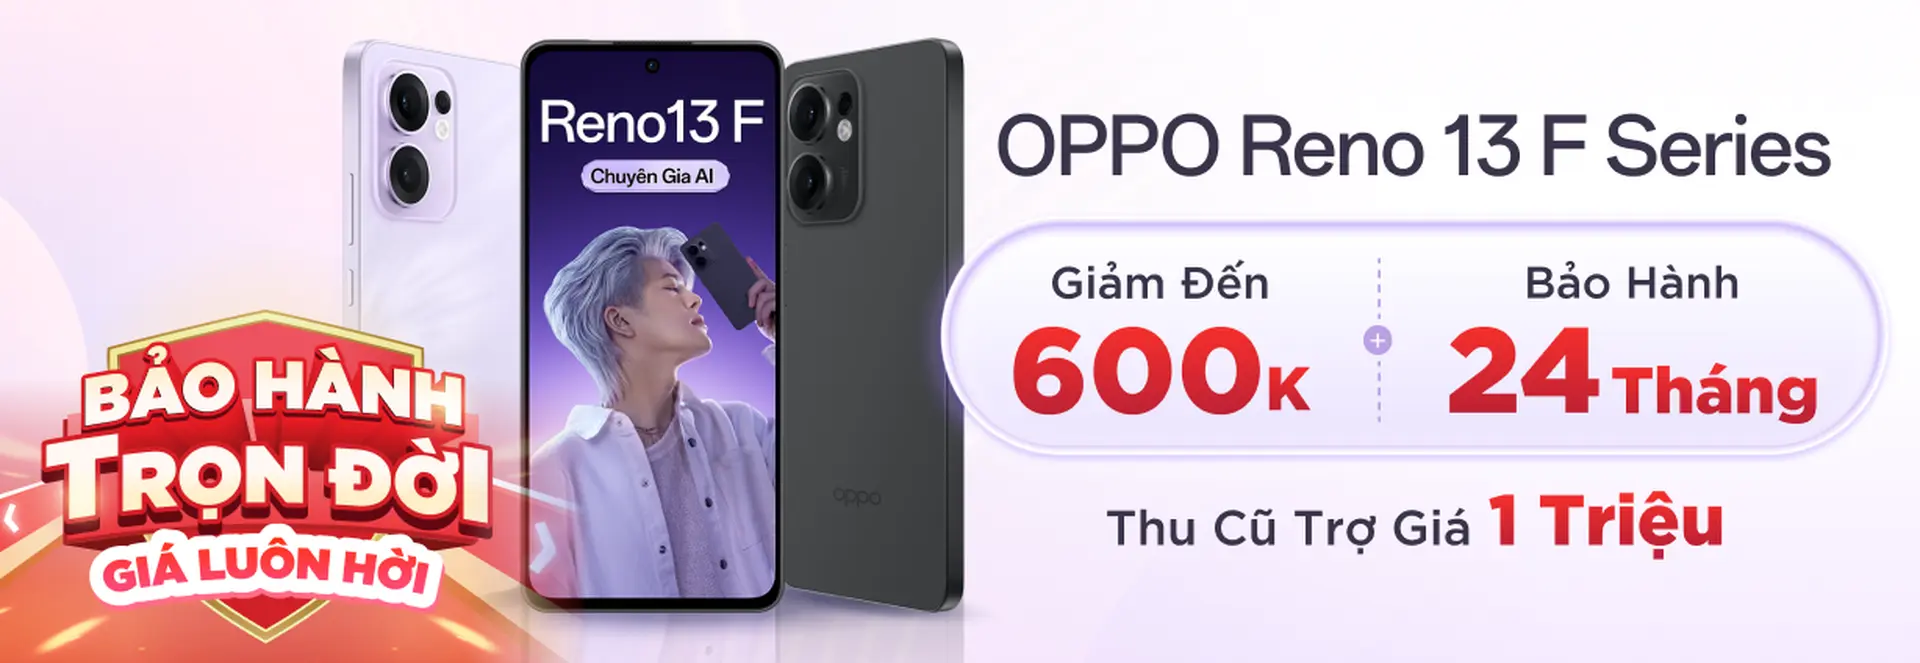 BẢO HÀNH
TRỌN ĐỜI
GIÁ LUÔN HỜI
Reno13 F
Chuyên Gia AI
oppo
OPPO Reno 13 F Series
Giảm Đến
600K
+
Bảo Hành
24 Tháng
Thu Cũ Trợ Giá 1 Triệu